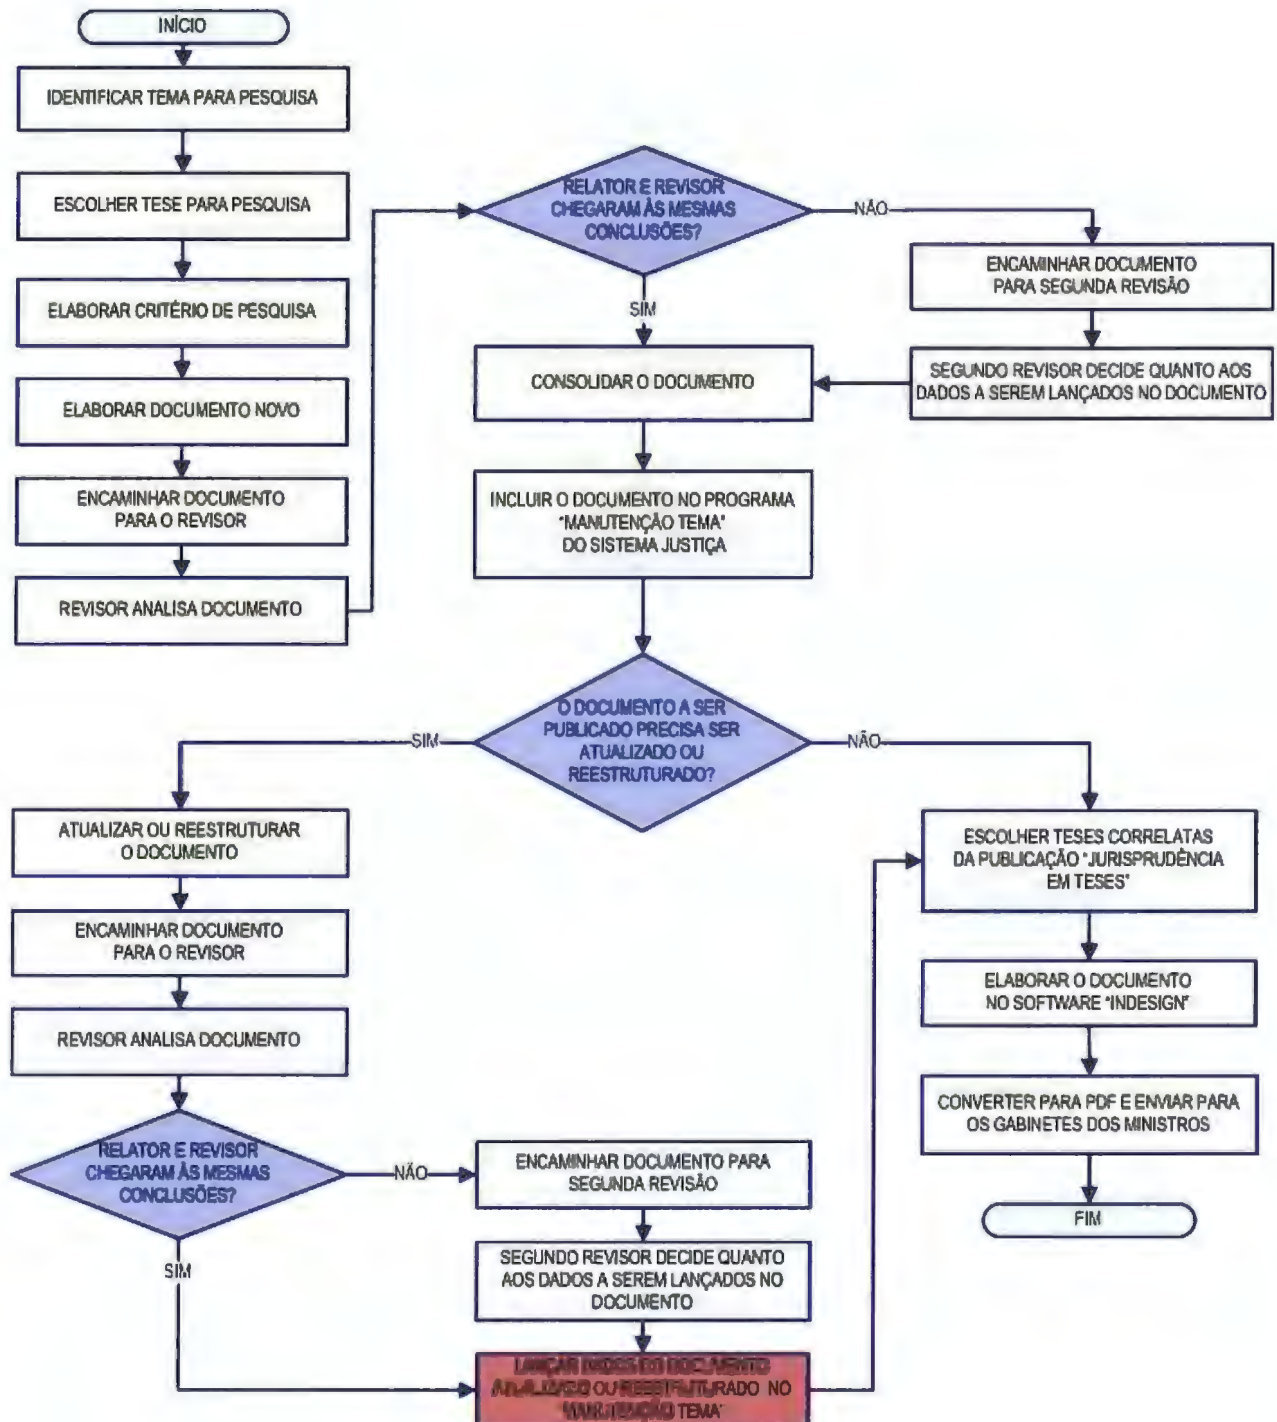 INÍCIO
IDENTIFICAR TEMA PARA PESQUISA
ESCOLHER TESE PARA PESQUISA
ELABORAR CRITÉRIO DE PESQUISA
ELABORAR DOCUMENTO NOVO
ENCAMINHAR DOCUMENTO
PARA O REVISOR
REVISOR ANALISA DOCUMENTO
RELATOR E REVISOR
CHEGARAM ÀS MESMAS
CONCLUSÕES?
NÃO
ENCAMINHAR DOCUMENTO
PARA SEGUNDA REVISÃO
SEGUNDO REVISOR DECIDE QUANTO AOS
DADOS A SEREM LANÇADOS NO DOCUMENTO
SIM
CONSOLIDAR O DOCUMENTO
INCLUIR O DOCUMENTO NO PROGRAMA
"MANUTENÇÃO TEMA"
DO SISTEMA JUSTIÇA
O DOCUMENTO A SER
PUBLICADO PRECISA SER
ATUALIZADO OU
REESTRUTURADO?
SIM
NÃO
ATUALIZAR OU REESTRUTURAR
O DOCUMENTO
ENCAMINHAR DOCUMENTO
PARA O REVISOR
REVISOR ANALISA DOCUMENTO
RELATOR E REVISOR
CHEGARAM ÀS MESMAS
CONCLUSÕES?
NÃO
SIM
ENCAMINHAR DOCUMENTO PARA
SEGUNDA REVISÃO
SEGUNDO REVISOR DECIDE QUANTO
AOS DADOS A SEREM LANÇADOS NO
DOCUMENTO
LANÇAR DADOS DO DOCUMENTO
ATUALIZADO OU REESTRUTURADO NO
"MANUTENÇÃO TEMA"
ESCOLHER TESES CORRELATAS
DA PUBLICAÇÃO "JURISPRUDÊNCIA
EM TESES"
ELABORAR O DOCUMENTO
NO SOFTWARE "INDESIGN"
CONVERTER PARA PDF E ENVIAR PARA
OS GABINETES DOS MINISTROS
FIM